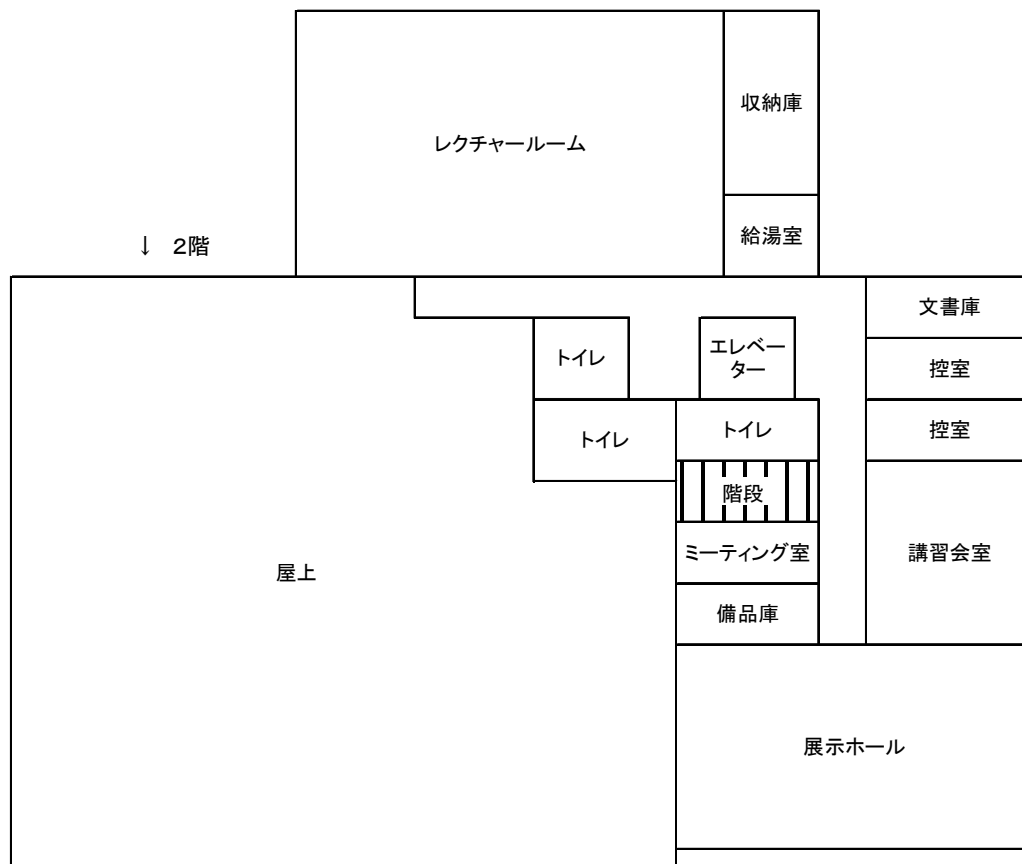 収納庫
レクチャールーム
給湯室
↓ 2階
文書庫
トイレ
エレベー
ター
控室
トイレ
トイレ
控室
階段
ミーティング室
講習会室
屋上
備品庫
展示ホール